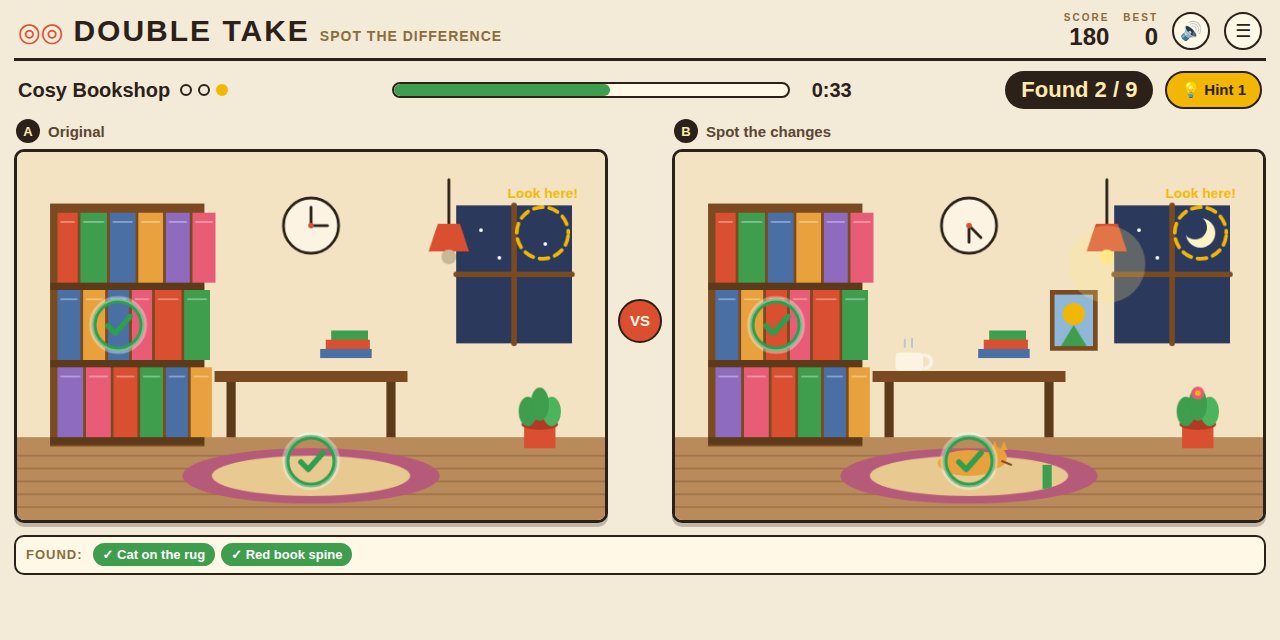 DOUBLE TAKE SPOT THE DIFFERENCE
SCORE 180
BEST 0
Cosy Bookshop
0:33
Found 2 / 9
Hint 1
A Original
B Spot the changes
Look here!
VS
Look here!
FOUND: ✓ Cat on the rug ✓ Red book spine